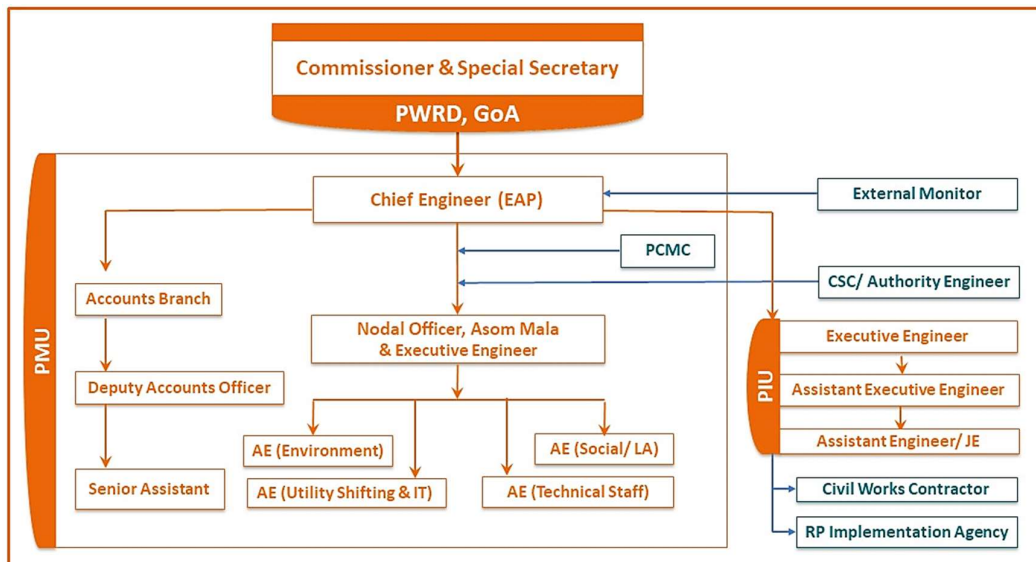 Commissioner & Special Secretary
PWRD, GoA
PMU
Chief Engineer (EAP)
External Monitor
PCMC
CSC/ Authority Engineer
Accounts Branch
Nodal Officer, Asom Mala
& Executive Engineer
Deputy Accounts Officer
Senior Assistant
AE (Environment)
AE (Social/ LA)
AE (Utility Shifting & IT)
AE (Technical Staff)
PIU
Executive Engineer
Assistant Executive Engineer
Assistant Engineer/ JE
Civil Works Contractor
RP Implementation Agency